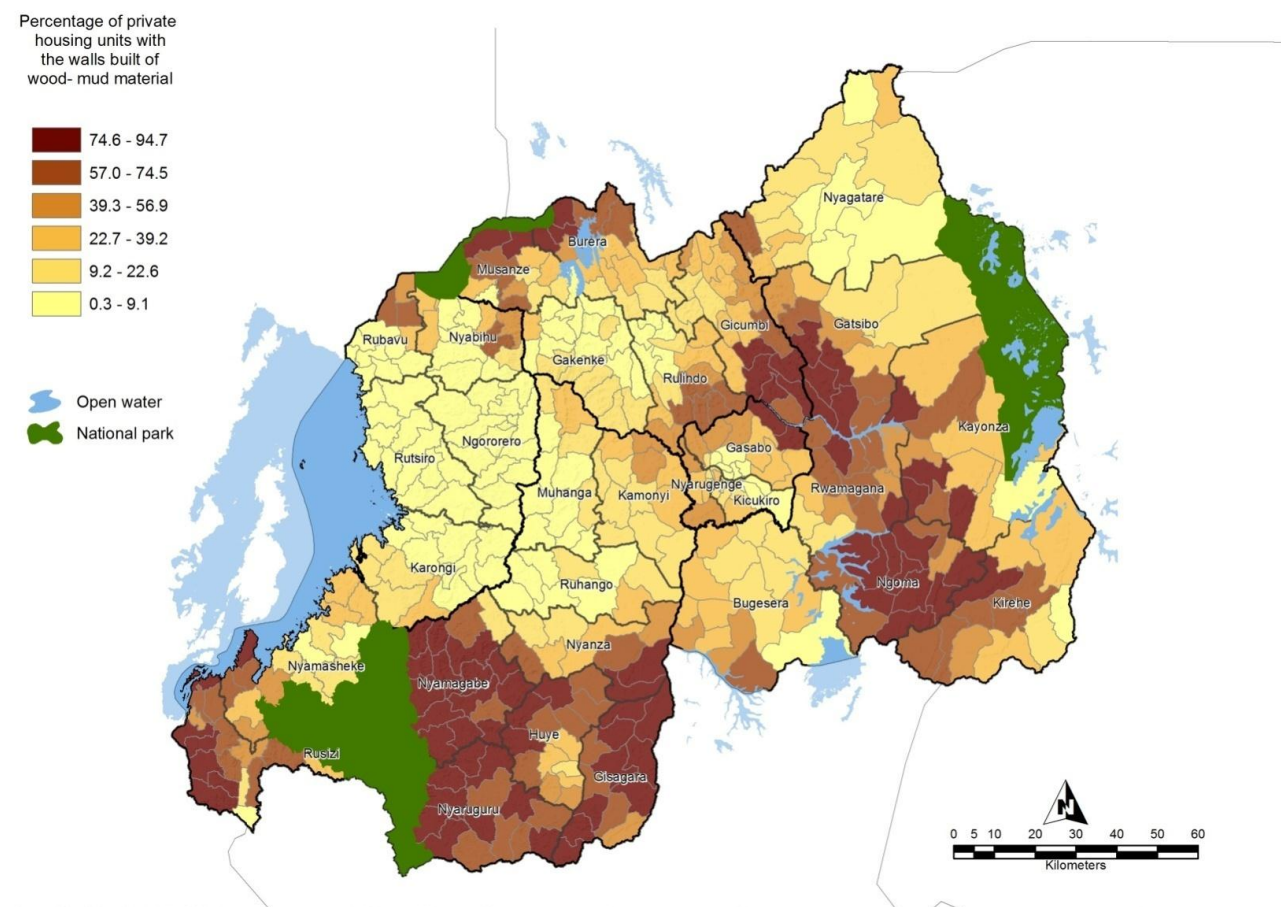 Percentage of private
housing units with
the walls built of
wood- mud material
74.6 - 94.7
57.0 - 74.5
39.3 - 56.9
22.7 - 39.2
9.2 - 22.6
0.3 - 9.1
Open water
National park
Nyagatare
Burera
Musanze
Rubavu
Nyabihu
Gakenke
Gicumbi
Gatsibo
Rulindo
Kayonza
Rutsiro
Ngororero
Gasabo
Muhanga
Kamonyi
Nyarugenge
Kicukiro
Rwamagana
Karongi
Ruhango
Bugesera
Ngoma
Kirehe
Nyanza
Nyamasheke
Nyamagabe
Huye
Rusizi
Gisagara
Nyaruguru
N
0 5 10 20 30 40 50 60
Kilometers